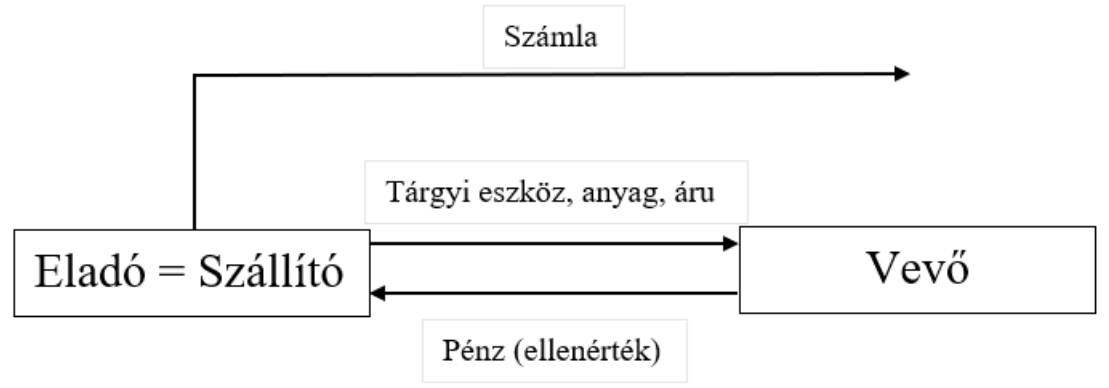 Számla
Tárgyi eszköz, anyag, áru
Eladó = Szállító
Vevő
Pénz (ellenérték)